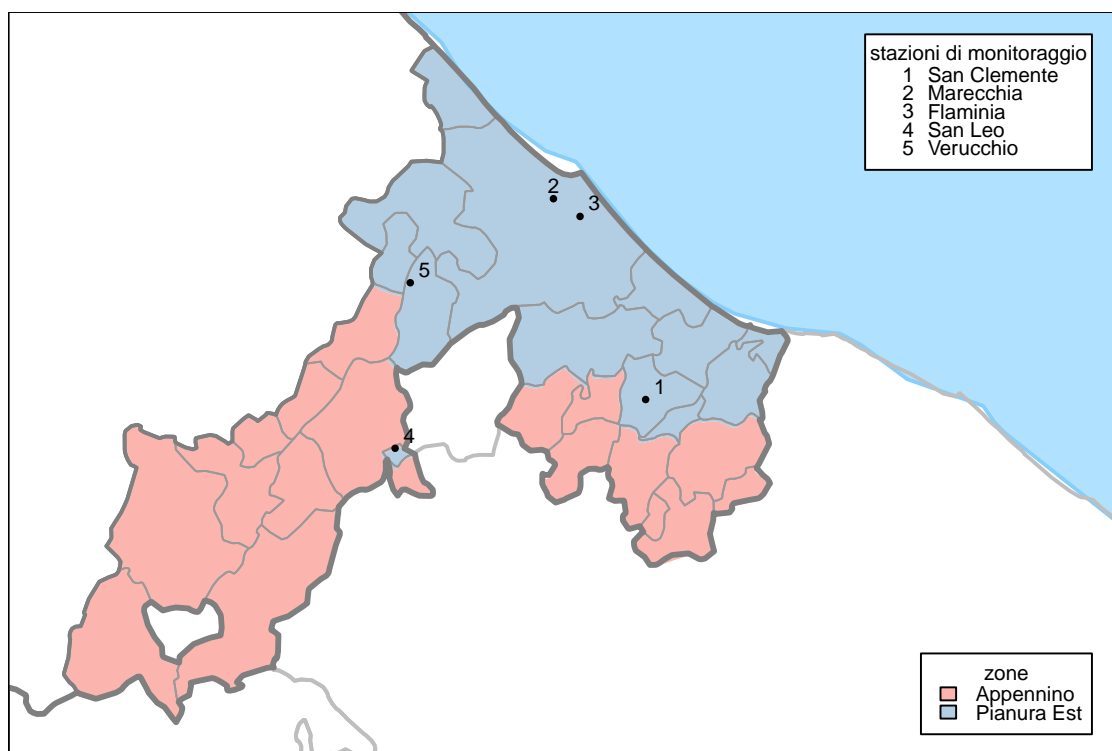 stazioni di monitoraggio
1 San Clemente
2 Marecchia
3 Flaminia
4 San Leo
5 Verucchio
2
3
5
1
4
zone
Appennino
Pianura Est